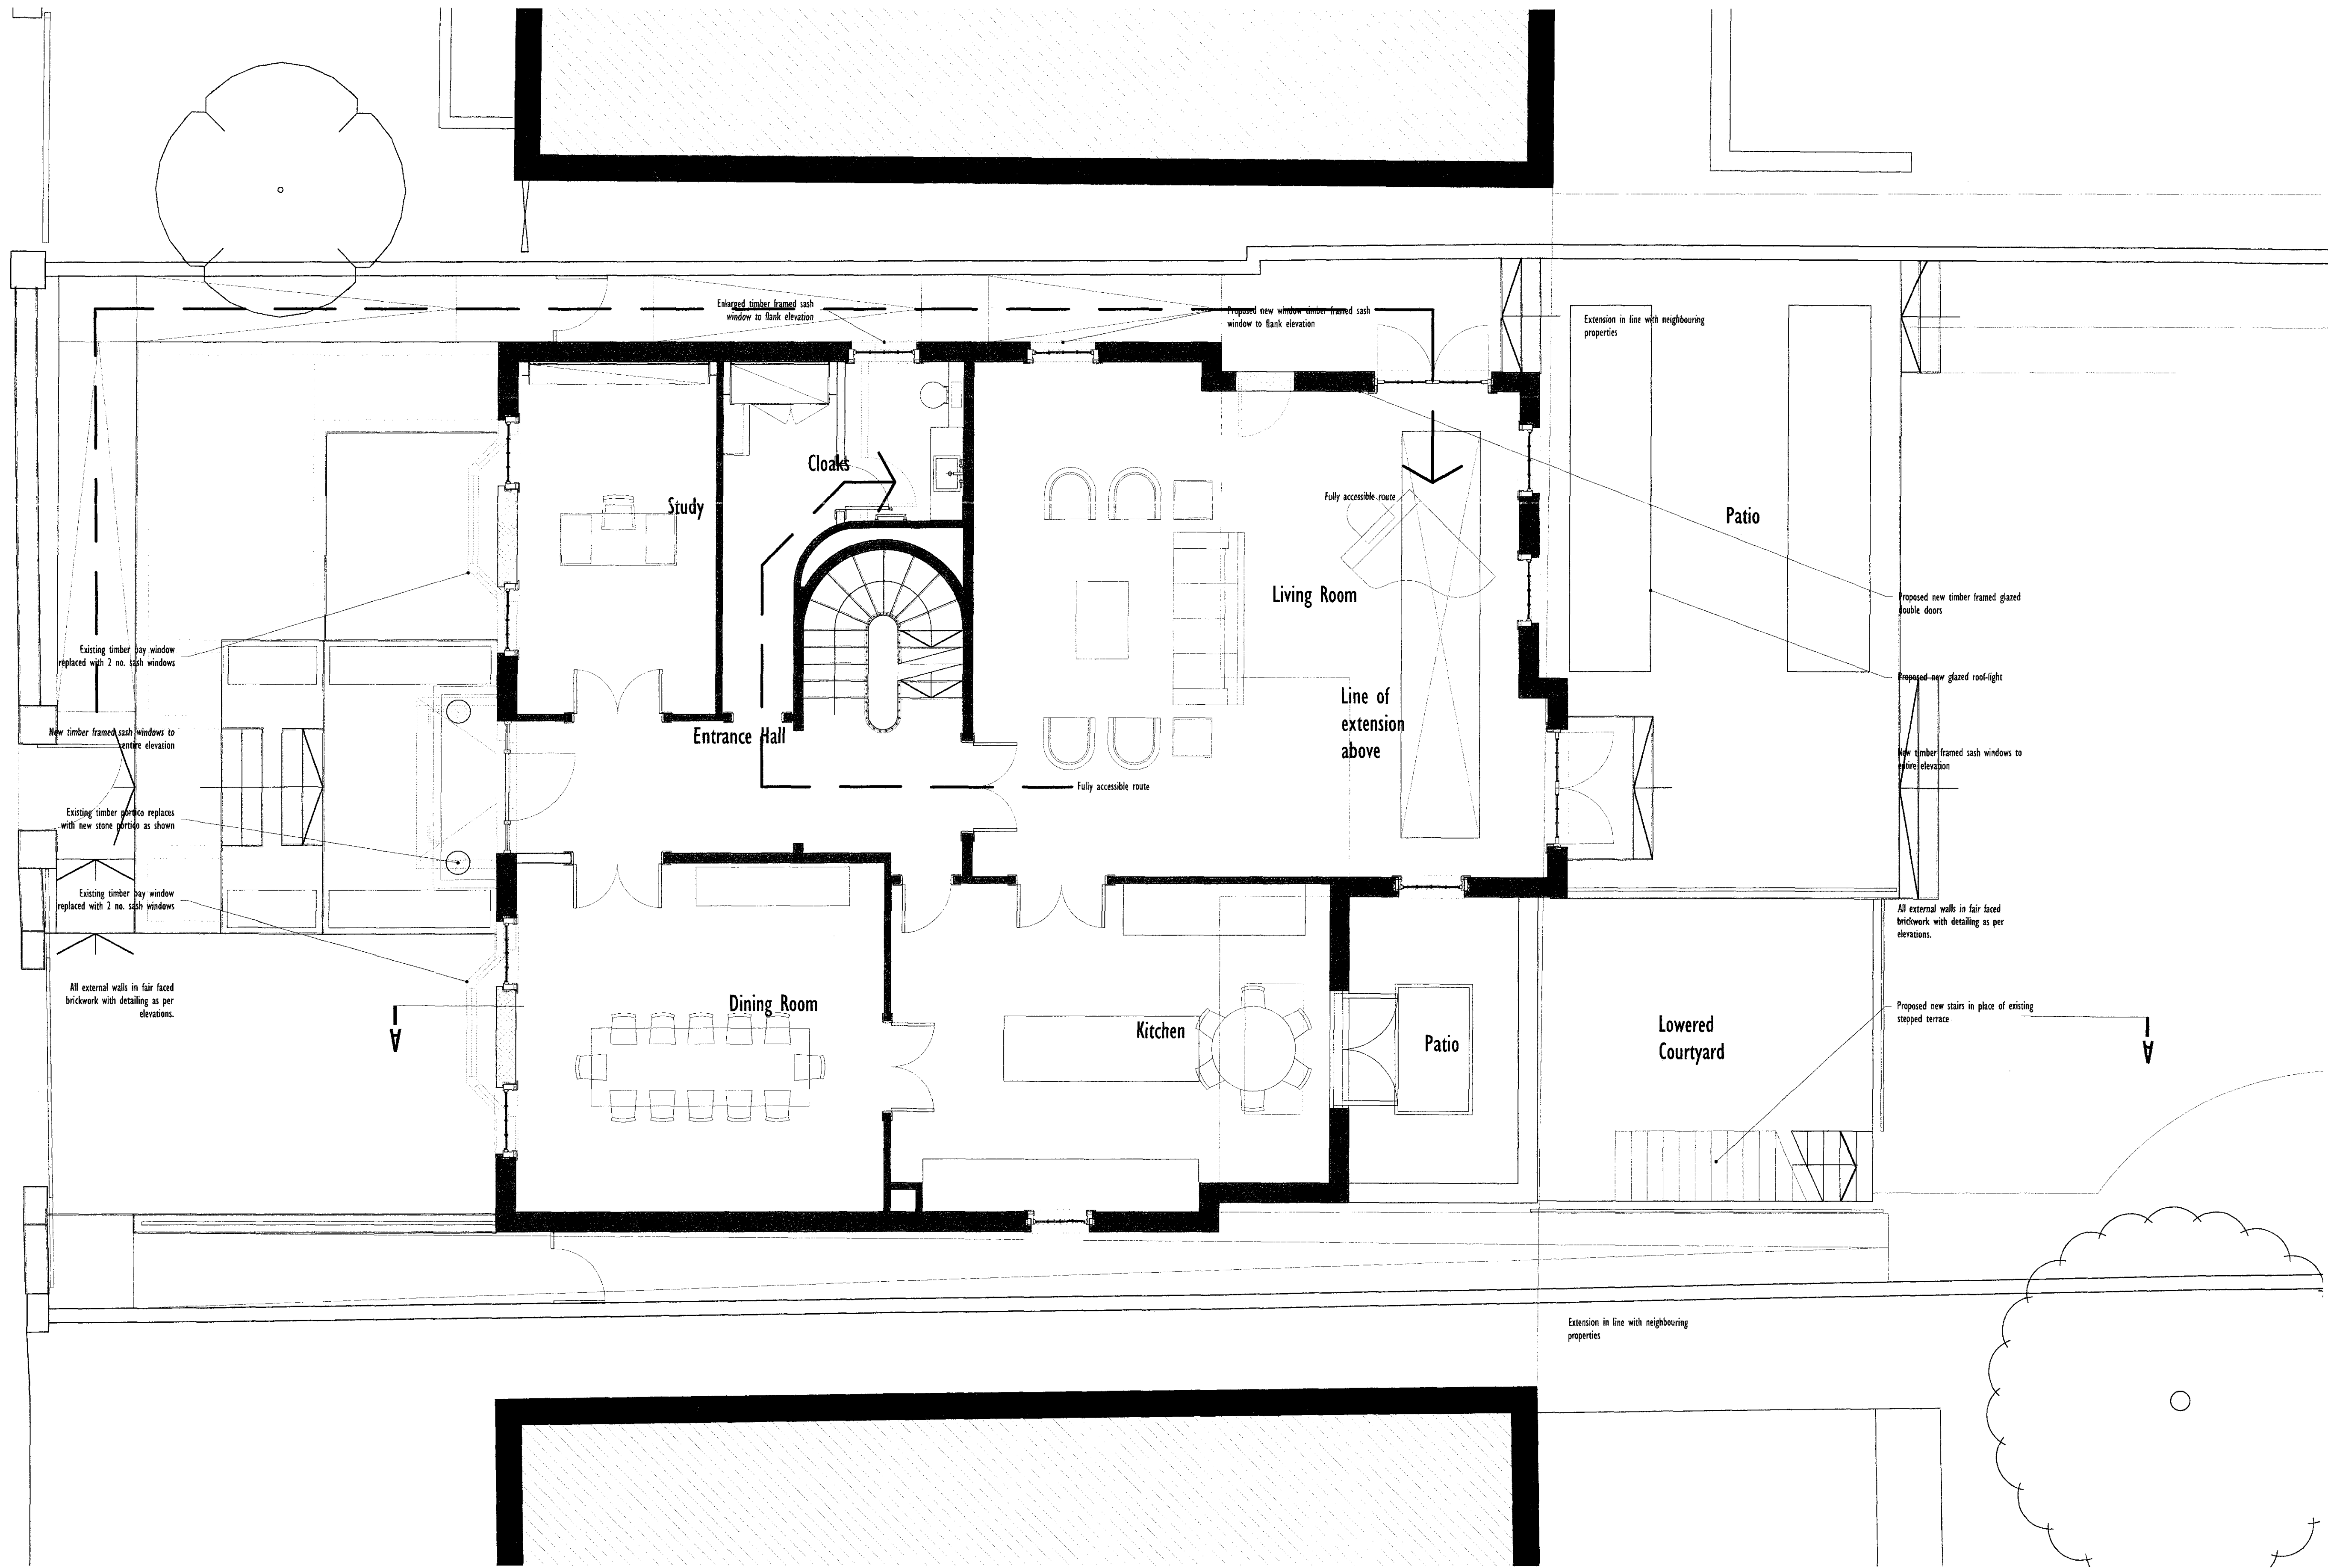 Enlarged timber framed sash
window to flank elevation
Proposed new window timber framed sash
window to flank elevation
Extension in line with neighbouring
properties
Cloaks
Study
Fully accessible route
Patio
Living Room
Proposed new timber framed glazed
double doors
Existing timber bay window
replaced with 2 no. sash windows
Proposed new glazed roof-light
Line of
extension
above
New timber framed sash windows to
entire elevation
Entrance Hall
New timber framed sash windows to
entire elevation
Fully accessible route
Existing timber portico replaces
with new stone portico as shown
Existing timber bay window
replaced with 2 no. sash windows
All external walls in fair faced
brickwork with detailing as per
elevations.
All external walls in fair faced
brickwork with detailing as per
elevations.
Dining Room
Kitchen
Patio
Lowered
Courtyard
Proposed new stairs in place of existing
stepped terrace
A
A
Extension in line with neighbouring
properties